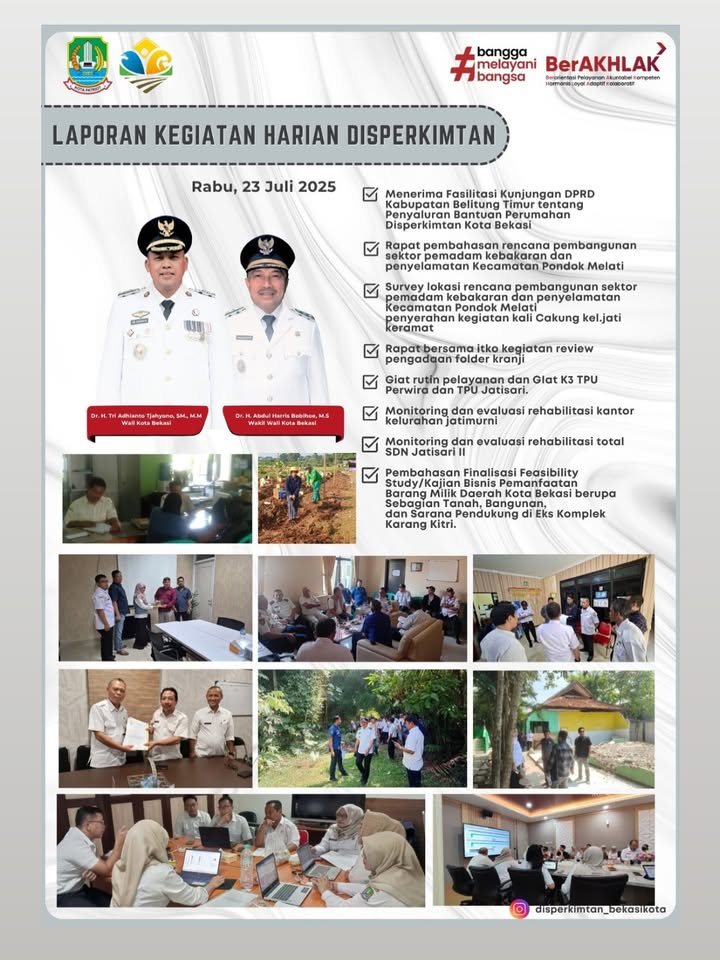 KOTA PATRIOT
#bangga
melayani
bangsa
BerAKHLAK
Berorientasi Pelayanan Akuntabel Kompeten
Harmonis Loyal Adaptif Kolaboratif
LAPORAN KEGIATAN HARIAN DISPERKIMTAN
Rabu, 23 Juli 2025
Dr. H. Tri Adhianto Tjahyono, SM., M.M
Wali Kota Bekasi
Dr. H. Abdul Harris Bobihoe, M.S
Wakil Wali Kota Bekasi
Menerima Fasilitasi Kunjungan DPRD
Kabupaten Belitung Timur tentang
Penyaluran Bantuan Perumahan
Disperkimtan Kota Bekasi
Rapat pembahasan rencana pembangunan
sektor pemadam kebakaran dan
penyelamatan Kecamatan Pondok Melati
Survey lokasi rencana pembangunan sektor
pemadam kebakaran dan penyelamatan
Kecamatan Pondok Melati
penyerahan kegiatan kali Cakung kel.jati
keramat
Rapat bersama itko kegiatan review
pengadaan folder kranji
Giat rutin pelayanan dan GIat K3 TPU
Perwira dan TPU Jatisari.
Monitoring dan evaluasi rehabilitasi kantor
kelurahan jatimurni
Monitoring dan evaluasi rehabilitasi total
SDN Jatisari II
Pembahasan Finalisasi Feasibility
Study/Kajian Bisnis Pemanfaatan
Barang Milik Daerah Kota Bekasi berupa
Sebagian Tanah, Bangunan,
dan Sarana Pendukung di Eks Komplek
Karang Kitri.
disperkimtan_bekasikota